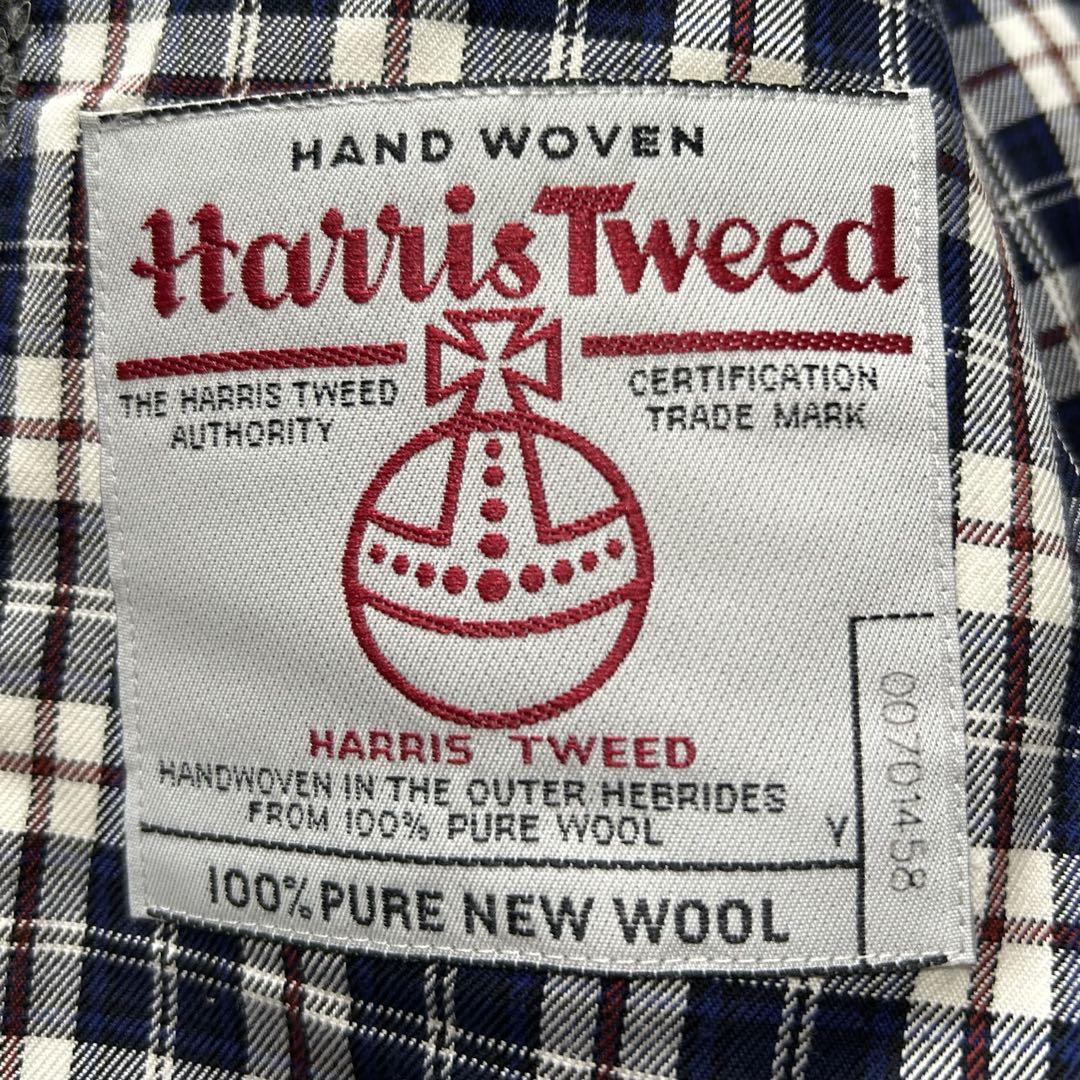 HAND WOVEN
Harris Tweed
THE HARRIS TWEED
AUTHORITY
CERTIFICATION
TRADE MARK
HARRIS TWEED
HANDWOVEN IN THE OUTER HEBRIDES
FROM 100% PURE WOOL
Y
00701458
100% PURE NEW WOOL